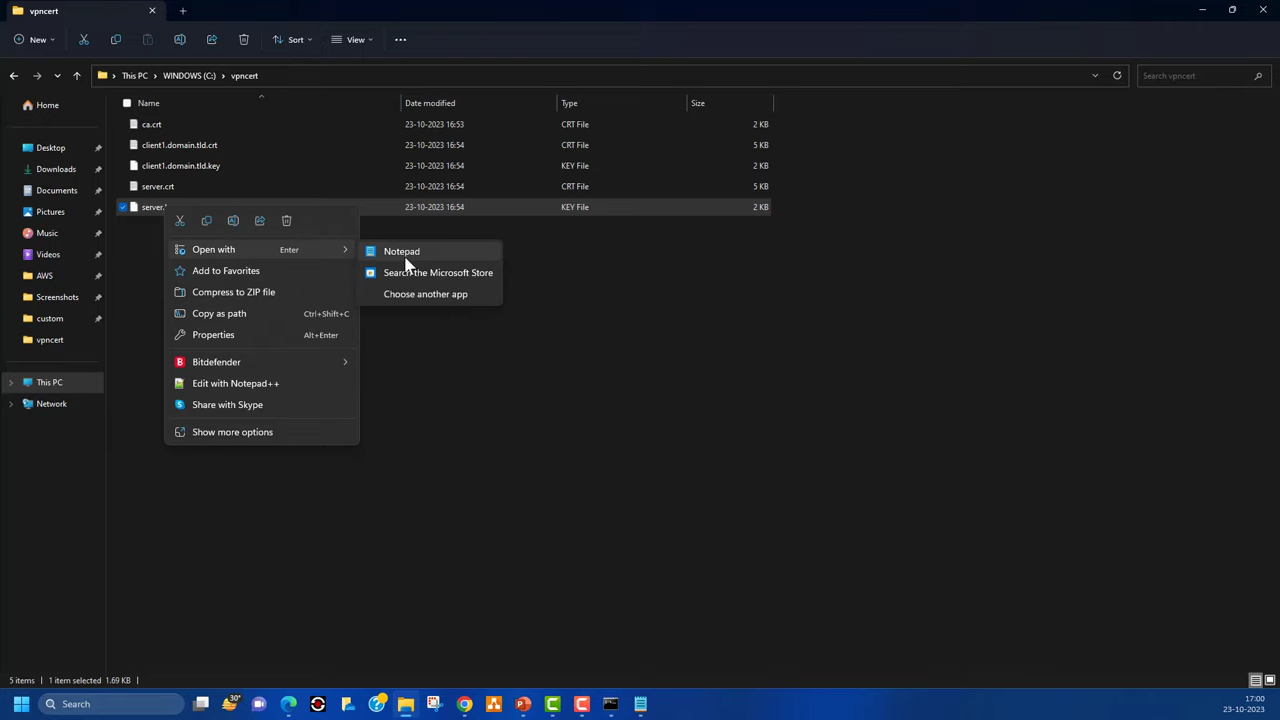 vpncert
New
Sort
View
This PC
WINDOWS (C:)
vpncert
Search vpncert
Name
Date modified
Type
Size
Home
Desktop
Downloads
Documents
Pictures
Music
Videos
AWS
Screenshots
custom
vpncert
This PC
Network
ca.crt 23-10-2023 16:53 CRT File 2 KB
client1.domain.tld.crt 23-10-2023 16:54 CRT File 5 KB
client1.domain.tld.key 23-10-2023 16:54 KEY File 2 KB
server.crt 23-10-2023 16:54 CRT File 5 KB
server. 23-10-2023 16:54 KEY File 2 KB
Open with Enter
Add to Favorites
Compress to ZIP file
Copy as path Ctrl+Shift+C
Properties Alt+Enter
Bitdefender
Edit with Notepad++
Share with Skype
Show more options
Notepad
Search the Microsoft Store
Choose another app
5 items 1 item selected 1.69 KB
Search
30°
17:00
23-10-2023